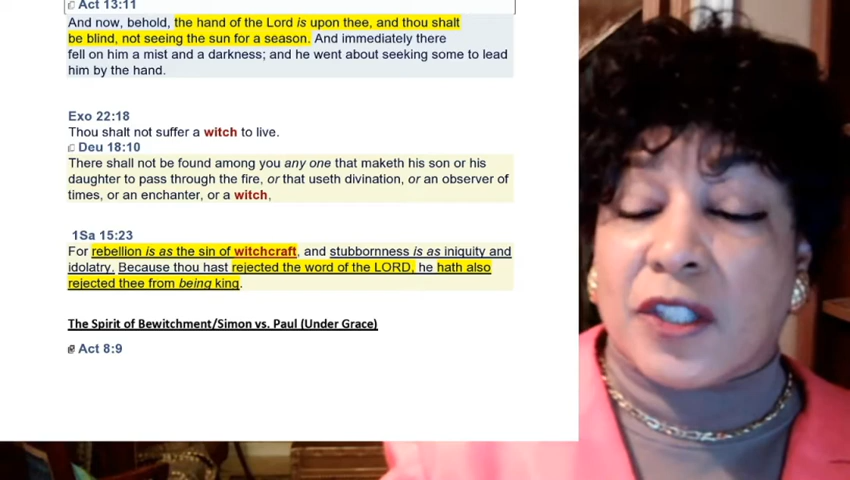 Act 13:11
And now, behold, the hand of the Lord is upon thee, and thou shalt
be blind, not seeing the sun for a season. And immediately there
fell on him a mist and a darkness; and he went about seeking some to lead
him by the hand.
Exo 22:18
Thou shalt not suffer a witch to live.
Deu 18:10
There shall not be found among you any one that maketh his son or his
daughter to pass through the fire, or that useth divination, or an observer of
times, or an enchanter, or a witch,
1Sa 15:23
For rebellion is as the sin of witchcraft, and stubbornness is as iniquity and
idolatry. Because thou hast rejected the word of the LORD, he hath also
rejected thee from being king.
The Spirit of Bewitchment/Simon vs. Paul (Under Grace)
Act 8:9